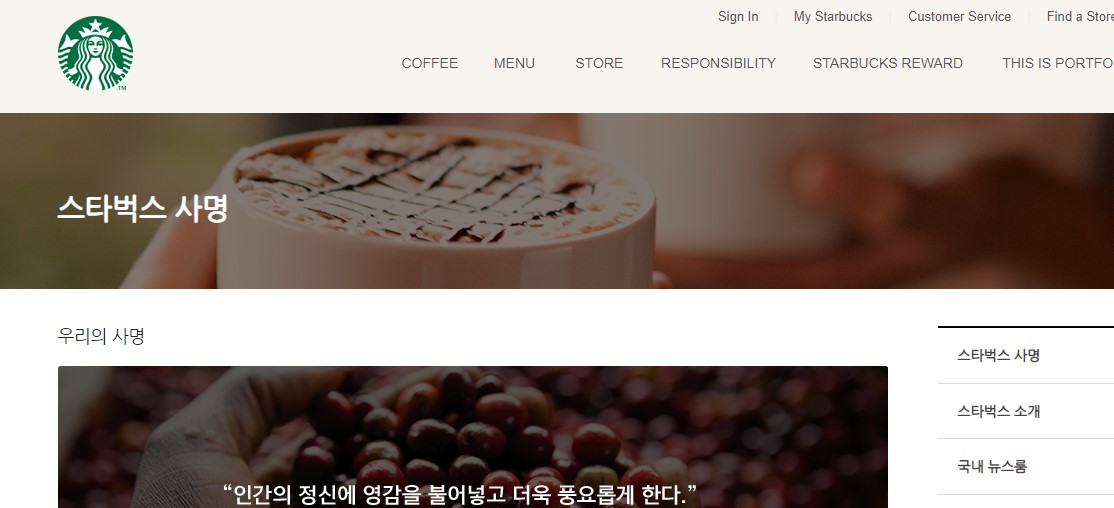 Sign In My Starbucks Customer Service Find a Store
COFFEE MENU STORE RESPONSIBILITY STARBUCKS REWARD THIS IS PORTFO
TM
스타벅스 사명
우리의 사명
스타벅스 사명
스타벅스 소개
국내 뉴스룸
“인간의 정신에 영감을 불어넣고 더욱 풍요롭게 한다.”